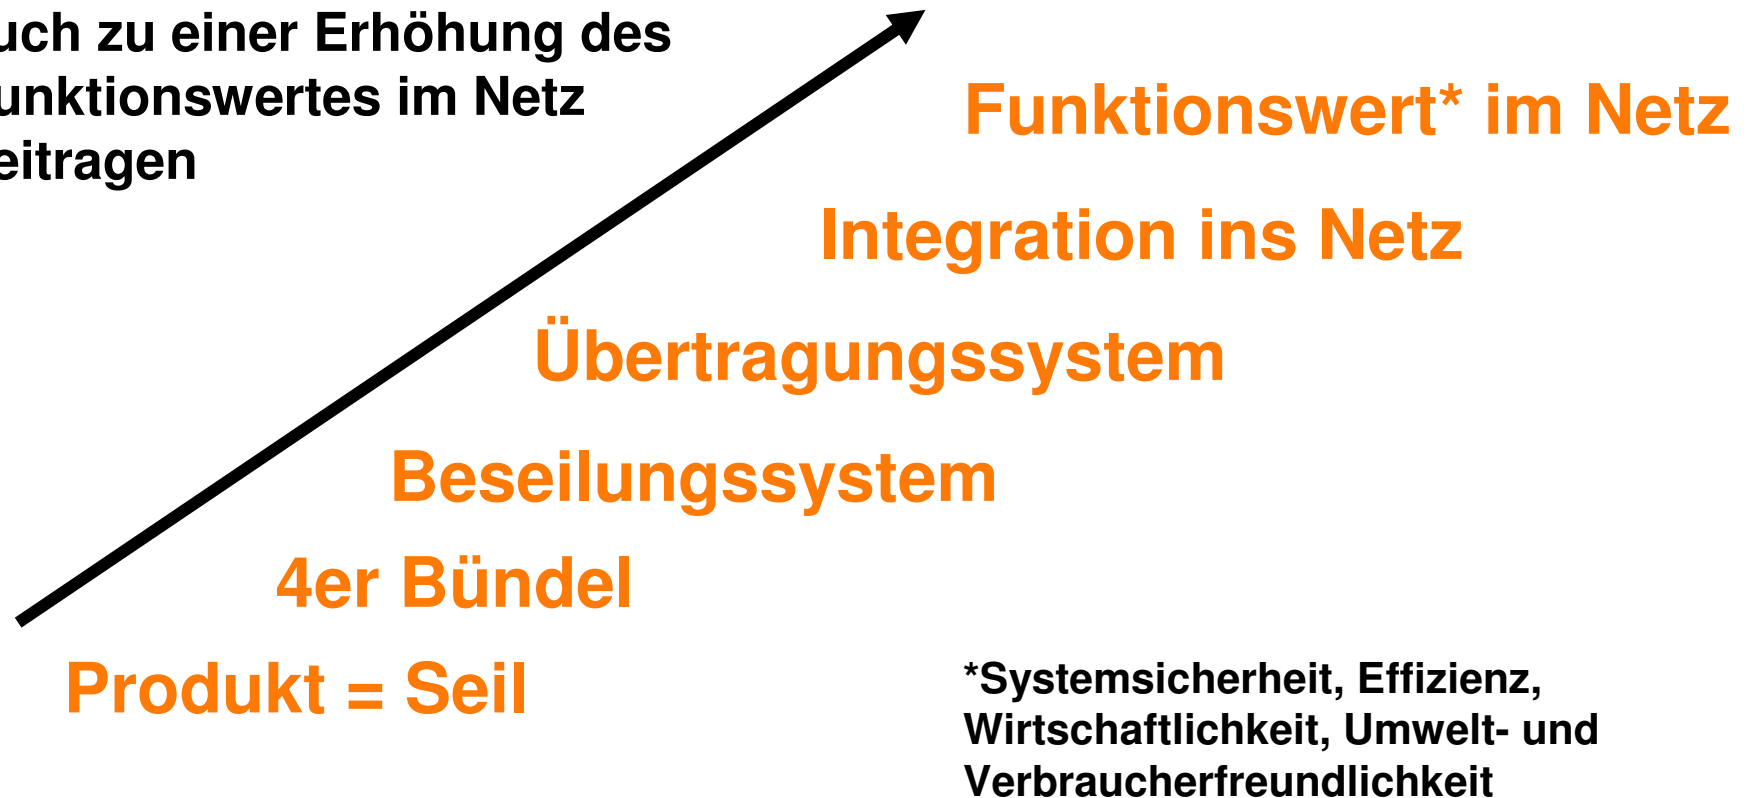 uch zu einer Erhöhung des
unktionswertes im Netz
eitragen
Funktionswert* im Netz
Integration ins Netz
Übertragungssystem
Beseilungssystem
4er Bündel
Produkt = Seil
*Systemsicherheit, Effizienz,
Wirtschaftlichkeit, Umwelt- und
Verbraucherfreundlichkeit